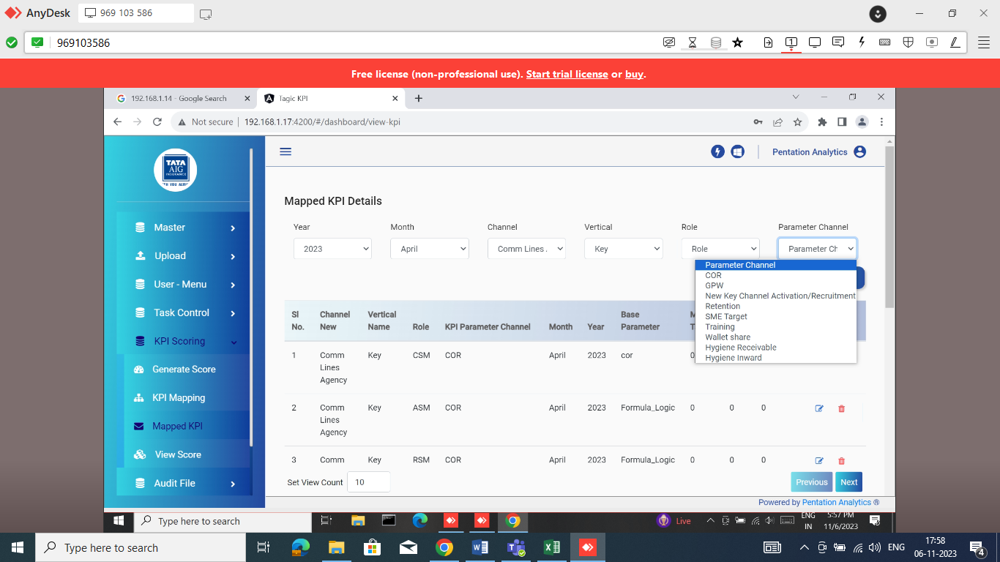 AnyDesk
969 103 586
969103586
1
Free license (non-professional use). Start trial license or buy.
192.168.1.14 - Google Search
Tagic KPI
Not secure
192.168.1.17:4200/#/dashboard/view-kpi
TATA
AIG
INSURANCE
Pentation Analytics
Master
Upload
User - Menu
Task Control
KPI Scoring
Generate Score
KPI Mapping
Mapped KPI
View Score
Audit File
Mapped KPI Details
Year Month Channel Vertical Role Parameter Channel
2023 April Comm Lines Key Role Parameter Ch
Parameter Channel
COR
GPW
New Key Channel Activation/Recruitment
Retention
SME Target
Training
Wallet share
Hygiene Receivable
Hygiene Inward
Sl Channel Vertical Base
No. New Name Role KPI Parameter Channel Month Year Parameter
1 Comm Key CSM COR April 2023 cor
Lines
Agency
2 Comm Key ASM COR April 2023 Formula_Logic 0 0 0
Lines
Agency
3 Comm Key RSM COR April 2023 Formula_Logic 0 0 0
Set View Count 10
Previous Next
Powered by Pentation Analytics ®
Type here to search
Live
ENG
IN
5:57 PM
11/6/2023
Type here to search
ENG
17:58
06-11-2023
4